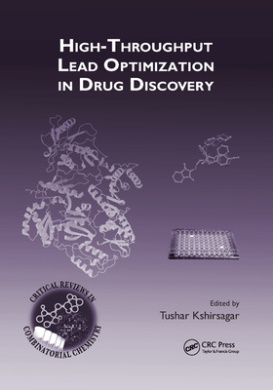 HIGH-THROUGHPUT
LEAD OPTIMIZATION
IN DRUG DISCOVERY
Edited by
Tushar Kshirsagar
CRITICAL REVIEWS IN
COMBINATORIAL CHEMISTRY
CRC Press
Taylor & Francis Group